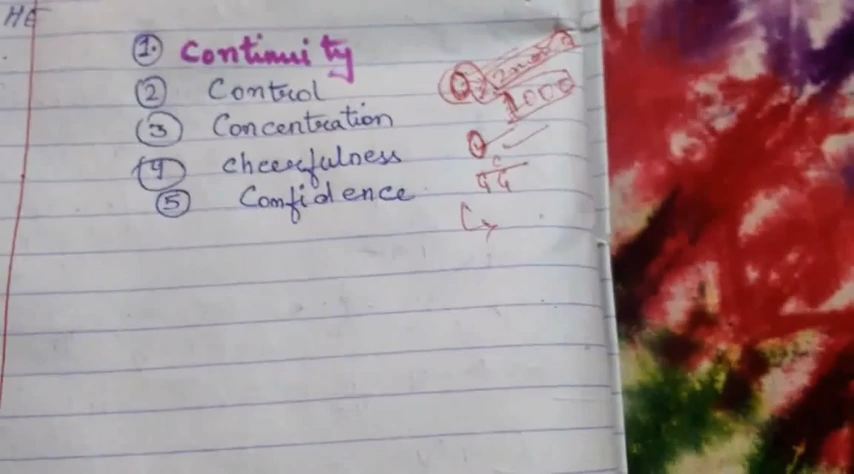 HE
1. Continuity
2 Control
3 Concentration
4 cheerfulness
5 Confidence
1000